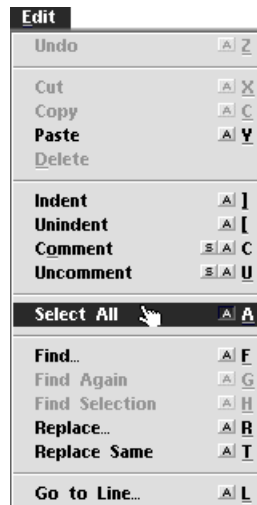 Edit
Undo A Z
Cut A X
Copy A C
Paste A Y
Delete
Indent A ]
Unindent A [
Comment S A C
Uncomment S A U
Select All A A
Find... A F
Find Again A G
Find Selection A H
Replace... A R
Replace Same A T
Go to Line... A L